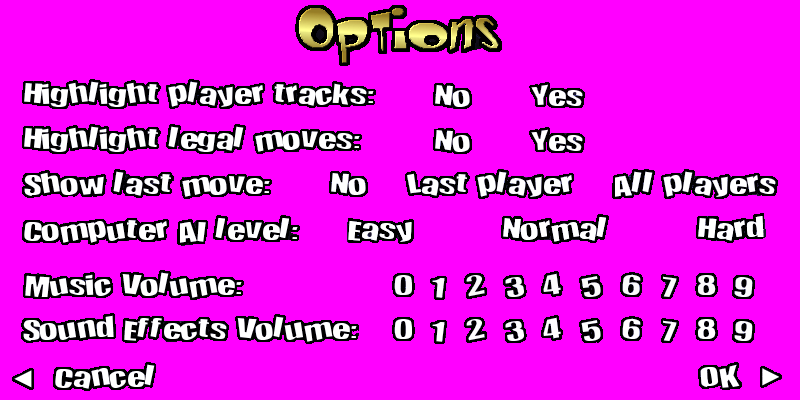 Options
Highlight player tracks: No Yes
Highlight legal moves: No Yes
Show last move: No Last player All players
Computer AI level: Easy Normal Hard
Music Volume: 0 1 2 3 4 5 6 7 8 9
Sound Effects Volume: 0 1 2 3 4 5 6 7 8 9
Cancel OK